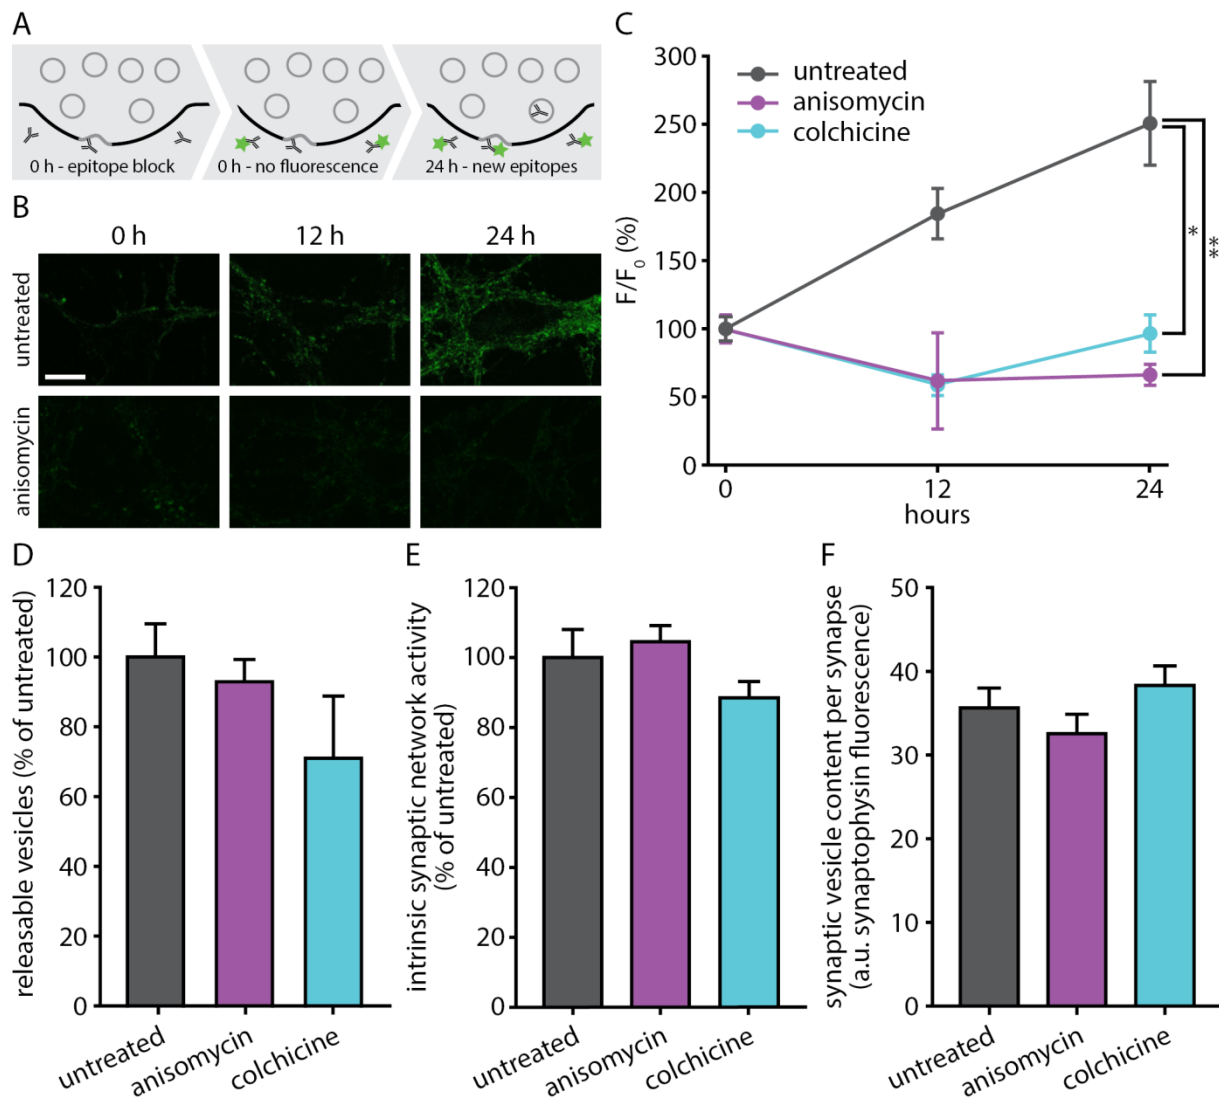 A
0 h - epitope block
0 h - no fluorescence
24 h - new epitopes
B
0 h
12 h
24 h
untreated
anisomycin
C
untreated
anisomycin
colchicine
F/F0 (%)
300
250
200
150
100
50
0
0
12
24
hours
*
**
D
releasable vesicles (% of untreated)
120
100
80
60
40
20
0
untreated
anisomycin
colchicine
E
intrinsic synaptic network activity
(% of untreated)
120
100
80
60
40
20
0
untreated
anisomycin
colchicine
F
synaptic vesicle content per synapse
(a.u. synaptophysin fluorescence)
50
40
30
20
10
0
untreated
anisomycin
colchicine